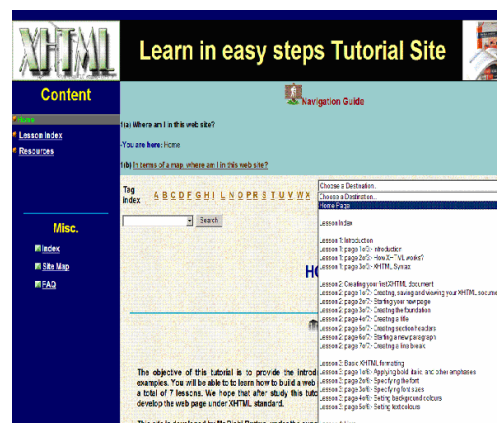 XHTML
Learn in easy steps Tutorial Site
Content
Home
Lesson Index
Resources
Misc.
Index
Site Map
FAQ
Navigation Guide
1(a) Where am I in this web site?
-You are here: Home
1(b) In terms of a map, where am I in this web site?
Tag index
A B C D E F G H I L N O P R S T U V W X
Search
Choose a Destination.
Choose a Destination.
Home Page
Lesson Index
Lesson 1: Introduction
Lesson 1: page 1of3:- Introduction
Lesson 1: page 2of3:- How XHTML works?
Lesson 1: page 3of3:- XHTML Syntax
Lesson 2: Creating your first XHTML document
Lesson 2: page 1of7:- Creating, saving and viewing your XHTML
Lesson 2: page 2of7:- Starting your new page
Lesson 2: page 3of7:- Creating the foundation
Lesson 2: page 4of7:- Creating a title
Lesson 2: page 5of7:- Creating section headers
Lesson 2: page 6of7:- Starting a new paragraph
Lesson 2: page 7of7:- Creating a line break
Lesson 3: Basic XHTML formatting
Lesson 3: page 1of5:- Applying bold, italic, and other emphases
Lesson 3: page 2of5:- Specifying the font
Lesson 3: page 3of5:- Specifying font sizes
Lesson 3: page 4of5:- Setting background colours
Lesson 3: page 5of5:- Setting text colours
The objective of this tutorial is to provide the
examples. You will be able to to learn how to build a web
a total of 7 lessons. We hope that after study this
develop the web page under XHTML standard.